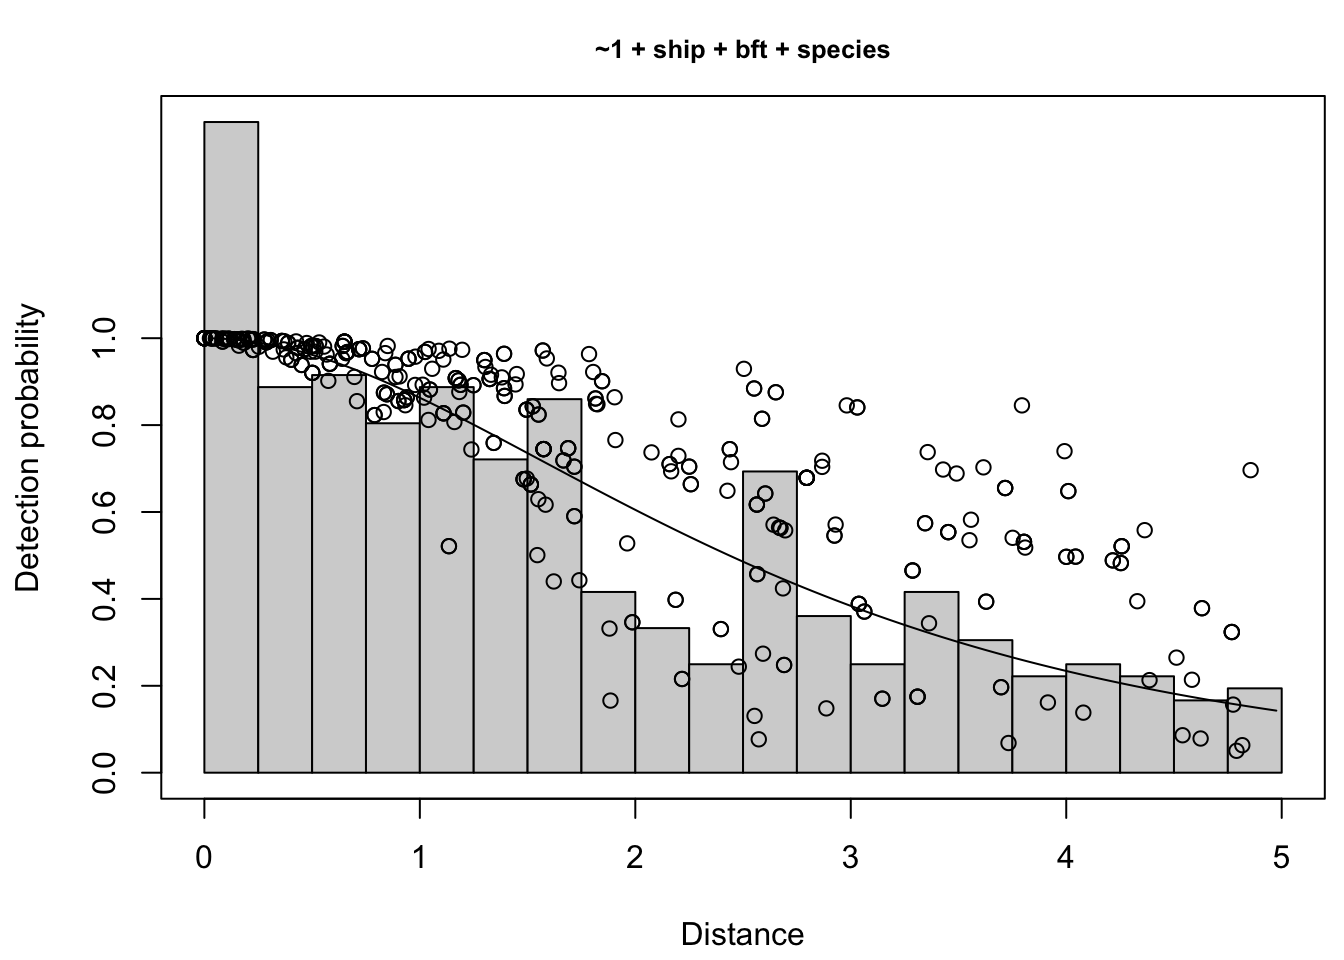 ~1 + ship + bft + species
Detection probability
1.0
0.8
0.6
0.4
0.2
0.0
0 1 2 3 4 5
Distance